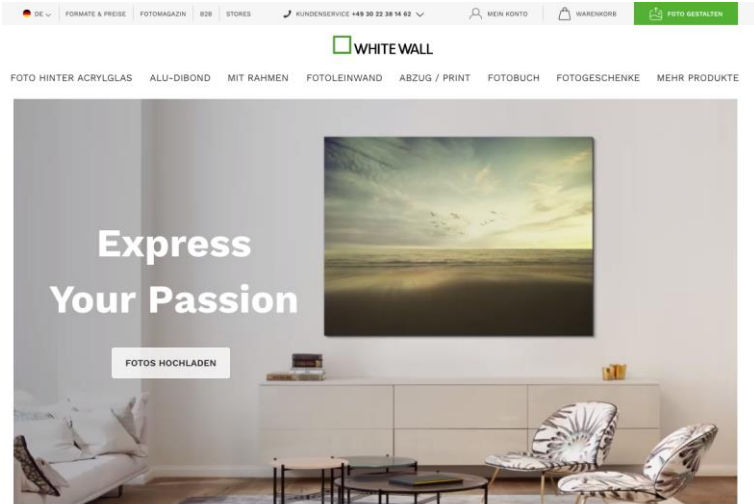 DE
FORMATE & PREISE
FOTOMAGAZIN
B2B
STORES
KUNDENSERVICE +49 30 22 38 14 62
MEIN KONTO
WARENKORB
FOTO GESTALTEN
WHITE WALL
FOTO HINTER ACRYLGLAS
ALU-DIBOND
MIT RAHMEN
FOTOLEINWAND
ABZUG / PRINT
FOTOBUCH
FOTOGESCHENKE
MEHR PRODUKTE
Express
Your Passion
FOTOS HOCHLADEN